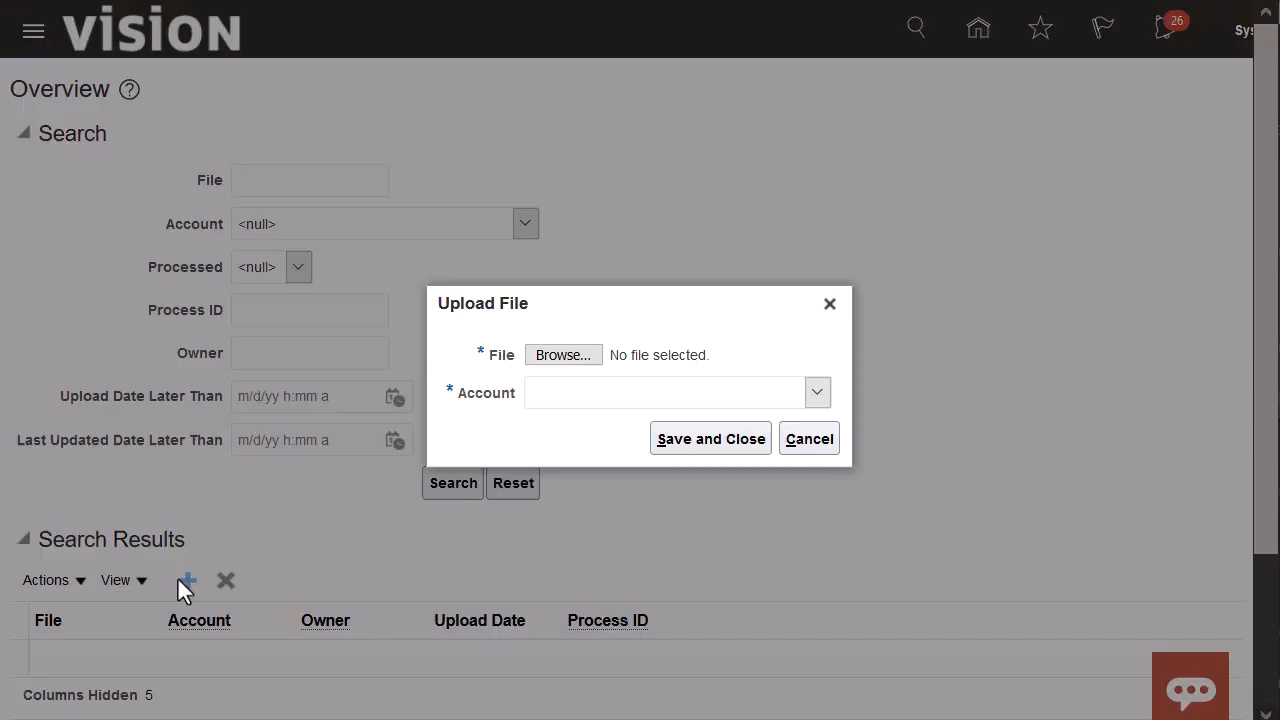 vision
26
Sys
Overview ?
Search
File
Account <null>
Processed <null>
Process ID
Owner
Upload Date Later Than m/d/yy h:mm a
Last Updated Date Later Than m/d/yy h:mm a
Search Reset
Upload File
* File Browse... No file selected.
* Account
Save and Close Cancel
Search Results
Actions View
File Account Owner Upload Date Process ID
Columns Hidden 5